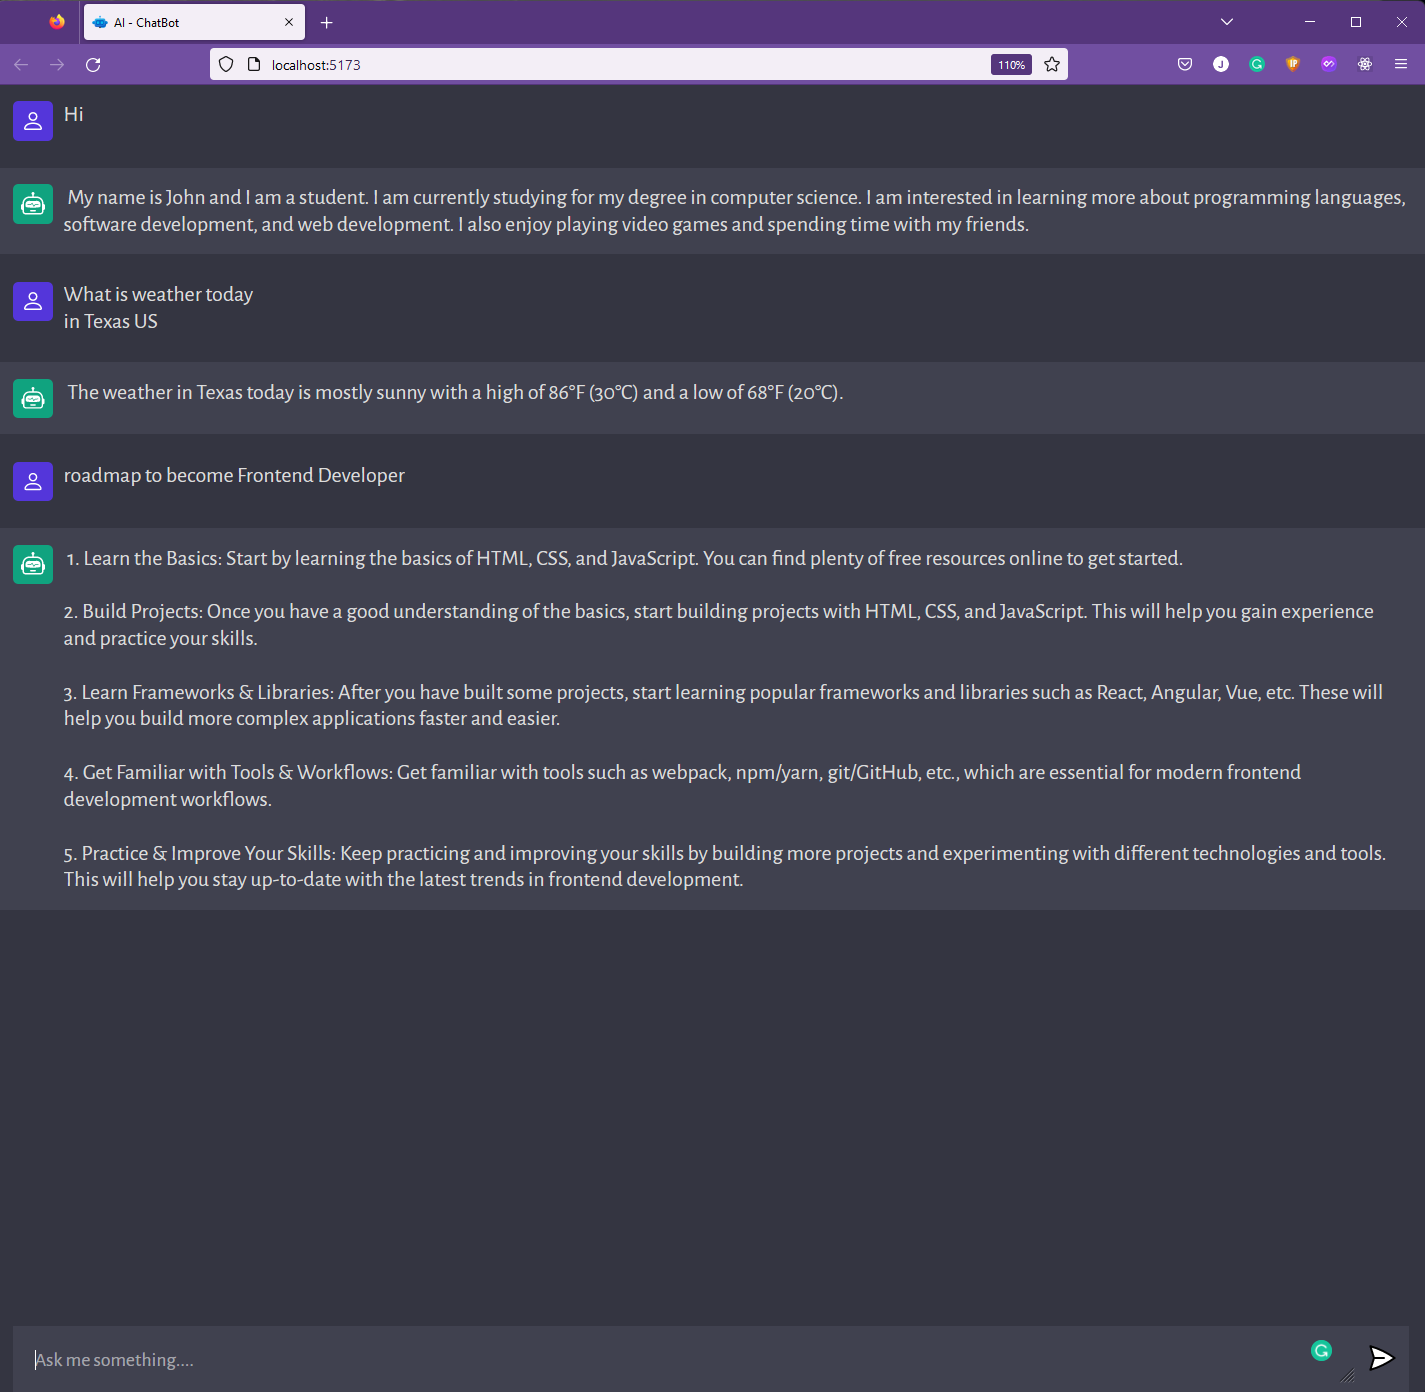 AI - ChatBot
localhost:5173
110%
J
IP
Hi
My name is John and I am a student. I am currently studying for my degree in computer science. I am interested in learning more about programming languages,
software development, and web development. I also enjoy playing video games and spending time with my friends.
What is weather today
in Texas US
The weather in Texas today is mostly sunny with a high of 86°F (30°C) and a low of 68°F (20°C).
roadmap to become Frontend Developer
1. Learn the Basics: Start by learning the basics of HTML, CSS, and JavaScript. You can find plenty of free resources online to get started.
2. Build Projects: Once you have a good understanding of the basics, start building projects with HTML, CSS, and JavaScript. This will help you gain experience
and practice your skills.
3. Learn Frameworks & Libraries: After you have built some projects, start learning popular frameworks and libraries such as React, Angular, Vue, etc. These will
help you build more complex applications faster and easier.
4. Get Familiar with Tools & Workflows: Get familiar with tools such as webpack, npm/yarn, git/GitHub, etc., which are essential for modern frontend
development workflows.
5. Practice & Improve Your Skills: Keep practicing and improving your skills by building more projects and experimenting with different technologies and tools.
This will help you stay up-to-date with the latest trends in frontend development.
Ask me something....